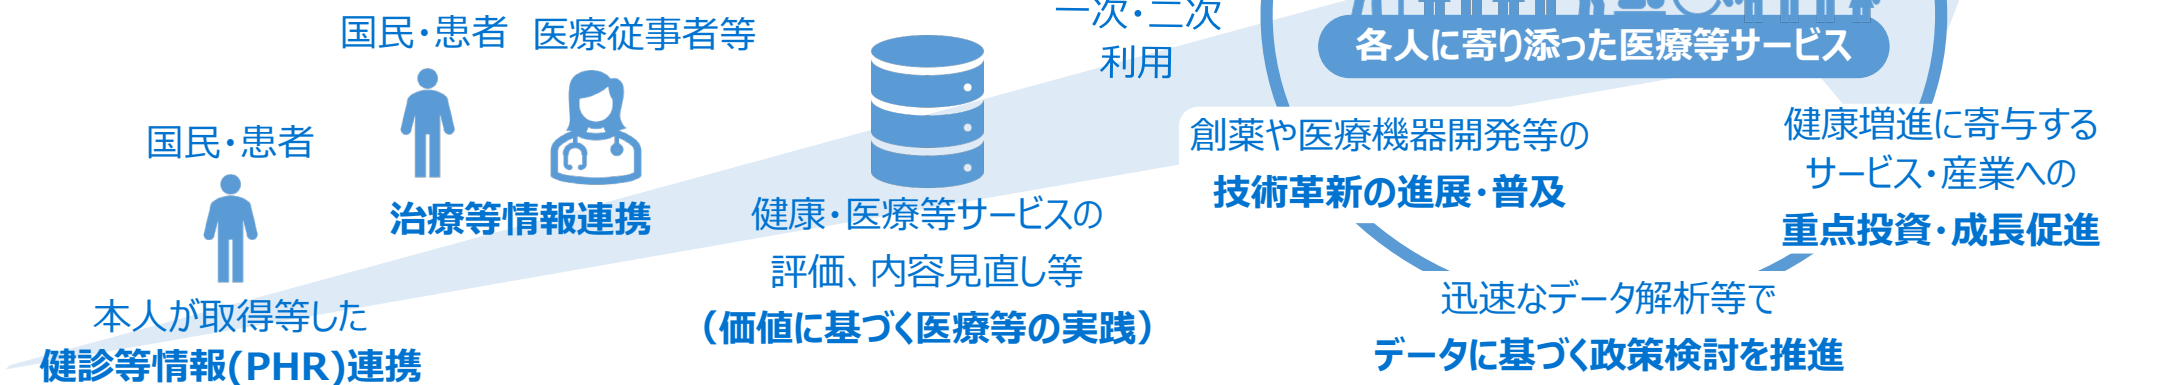 国民・患者
本人が取得等した
健診等情報(PHR)連携
国民・患者 医療従事者等
治療等情報連携
健康・医療等サービスの
評価、内容見直し等
（価値に基づく医療等の実践）
一次・二次
利用
各人に寄り添った医療等サービス
創薬や医療機器開発等の
技術革新の進展・普及
迅速なデータ解析等で
データに基づく政策検討を推進
健康増進に寄与する
サービス・産業への
重点投資・成長促進